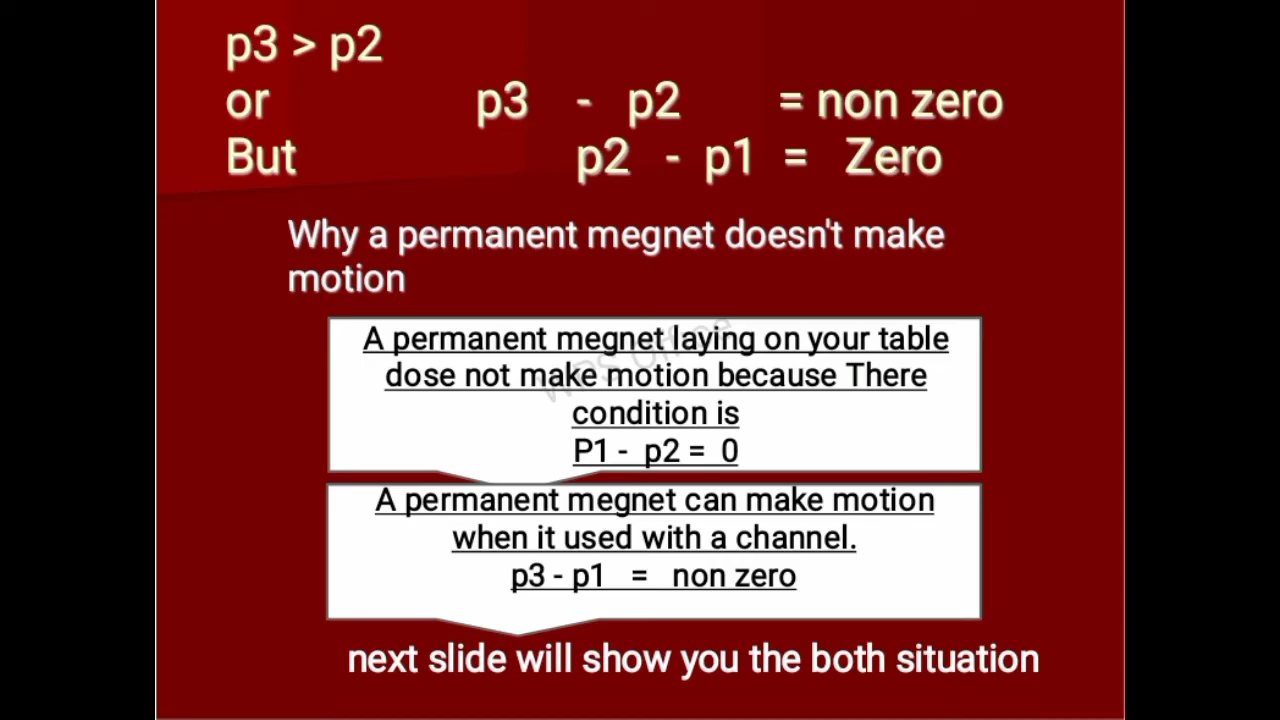 p3 > p2
or p3 - p2 = non zero
But p2 - p1 = Zero
Why a permanent megnet doesn't make
motion
A permanent megnet laying on your table
dose not make motion because There
condition is
P1 - p2 = 0
WPS Office
A permanent megnet can make motion
when it used with a channel.
p3 - p1 = non zero
next slide will show you the both situation